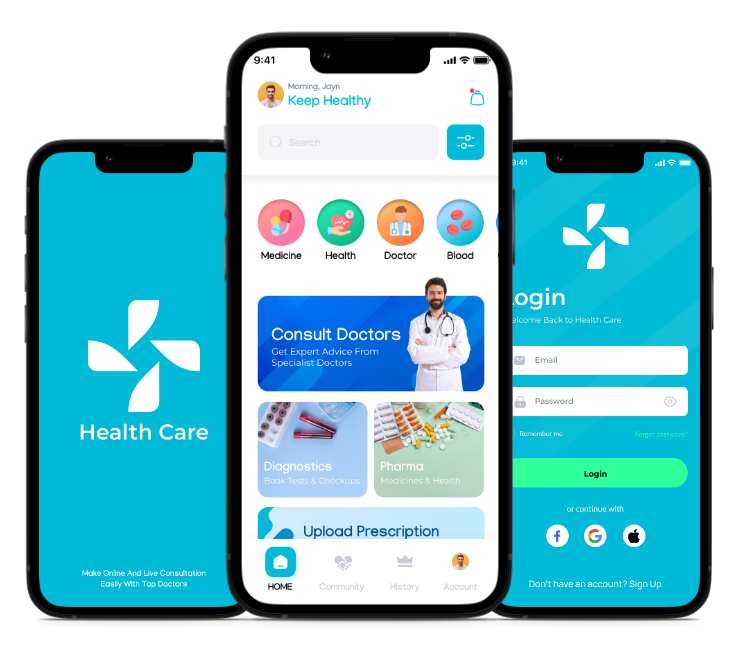 Health Care
Make Online And Live Consultation
Easily With Top Doctors
9:41
Morning, Jayn
Keep Healthy
Search
Medicine
Health
Doctor
Blood
Consult Doctors
Get Expert Advice From
Specialist Doctors
Diagnostics
Book Tests & Checkups
Pharma
Medicines & Health
Upload Prescription
HOME
Community
History
Account
9:41
ogin
elcome Back to Health Care
Email
Password
Remember me
Forgot password?
Login
or continue with
Don't have an account? Sign Up